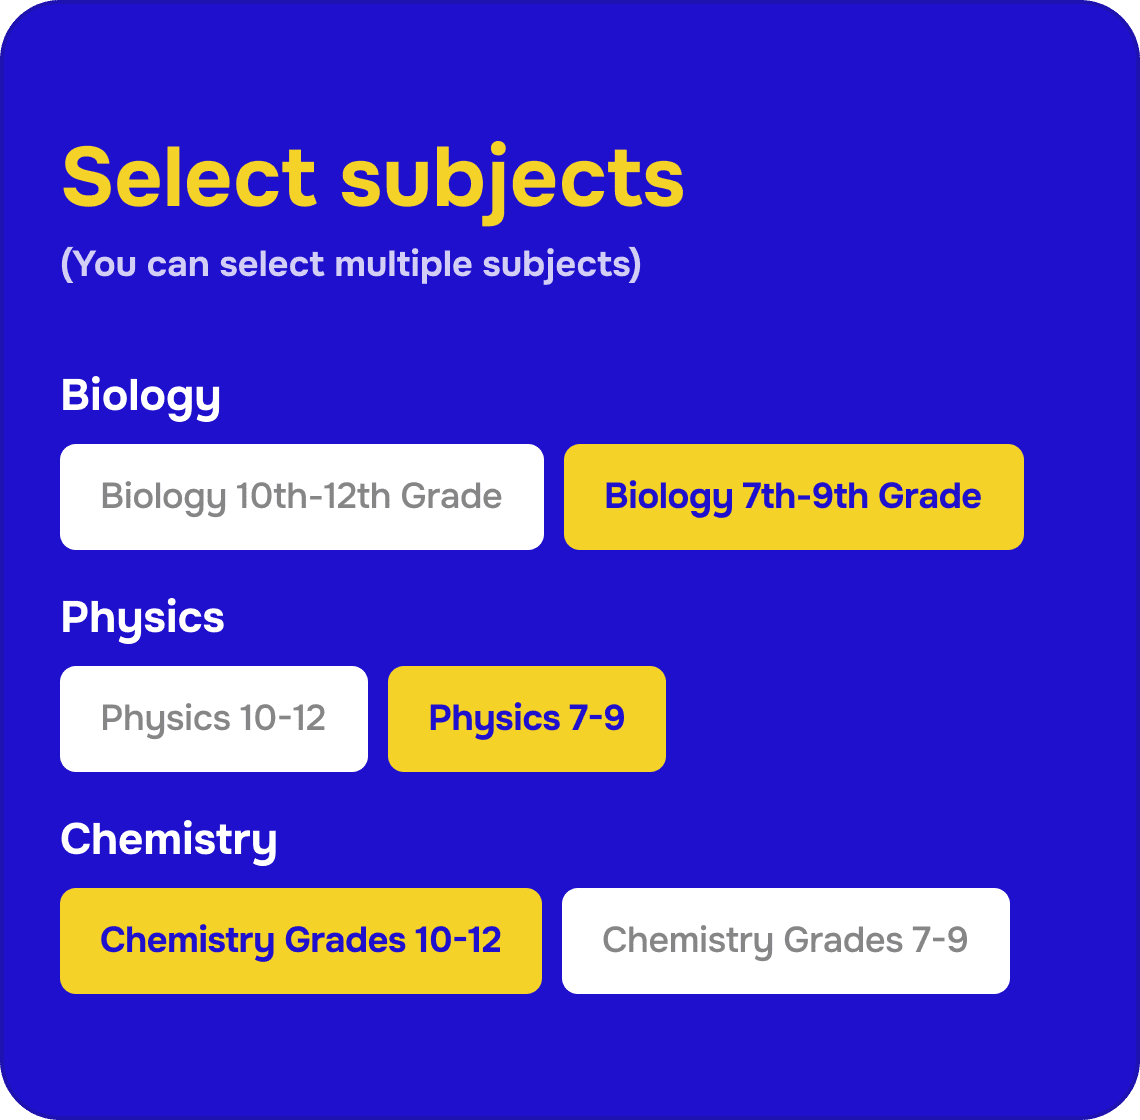 Select subjects
(You can select multiple subjects)
Biology
Biology 10th-12th Grade
Biology 7th-9th Grade
Physics
Physics 10-12
Physics 7-9
Chemistry
Chemistry Grades 10-12
Chemistry Grades 7-9